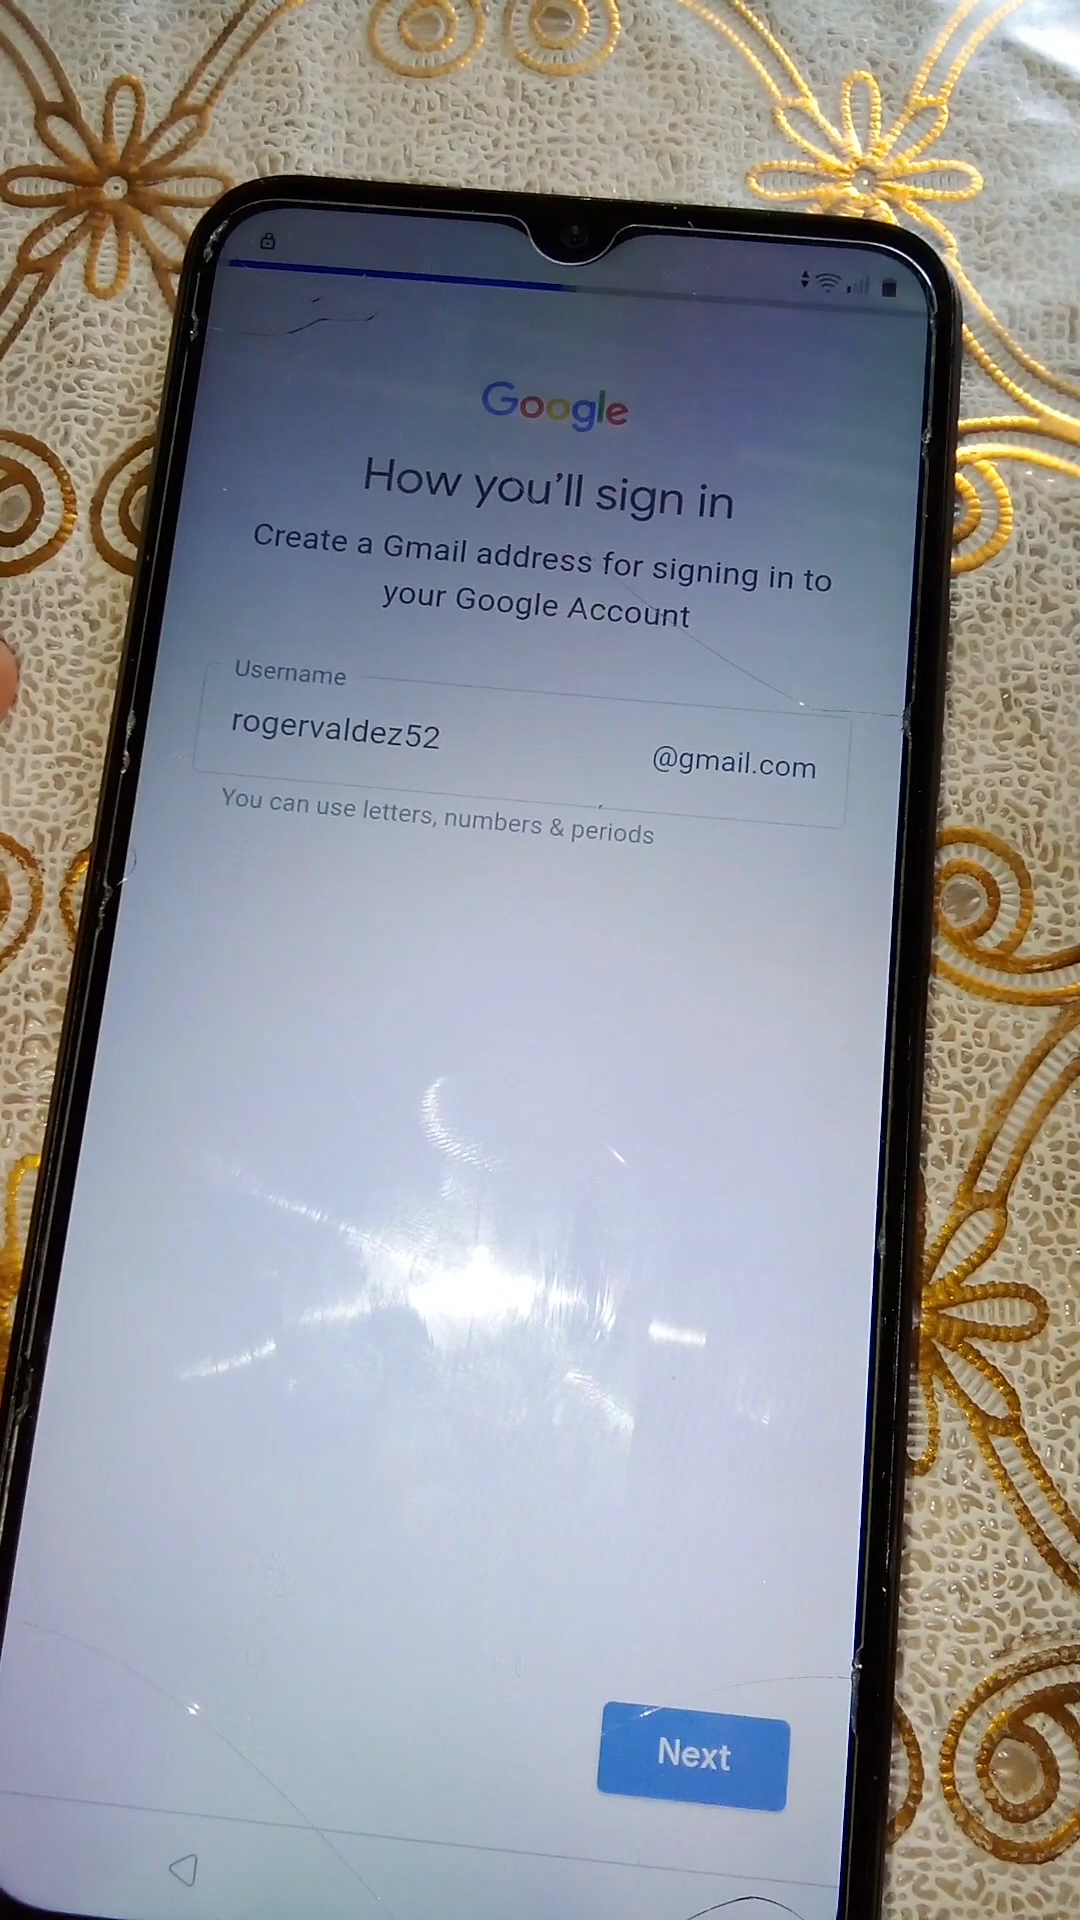 Google
How you'll sign in
Create a Gmail address for signing in to
your Google Account
Username
rogervaldez52
@gmail.com
You can use letters, numbers & periods
Next